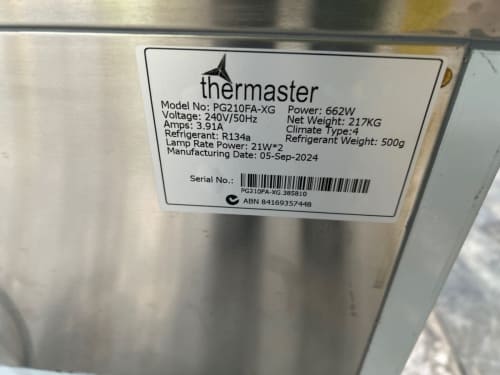 thermaster
Model No: PG210FA-XG Power: 662W
Voltage: 240V/50Hz Net Weight: 217KG
Amps: 3.91A Climate Type:4
Refrigerant: R134a Refrigerant Weight: 500g
Lamp Rate Power: 21W*2
Manufacturing Date: 05-Sep-2024
Serial No.:
PG210FA-XG 385810
ABN 84169357448